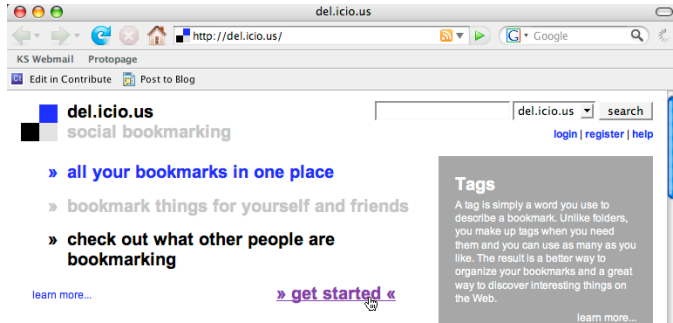 del.icio.us
http://del.icio.us/
G Google
KS Webmail Protopage
Ct Edit in Contribute Post to Blog
del.icio.us
social bookmarking
del.icio.us search
login | register | help
» all your bookmarks in one place
» bookmark things for yourself and friends
» check out what other people are
bookmarking
learn more...
» get started «
Tags
A tag is simply a word you use to
describe a bookmark. Unlike folders,
you make up tags when you need
them and you can use as many as you
like. The result is a better way to
organize your bookmarks and a great
way to discover interesting things on
the Web.
learn more...